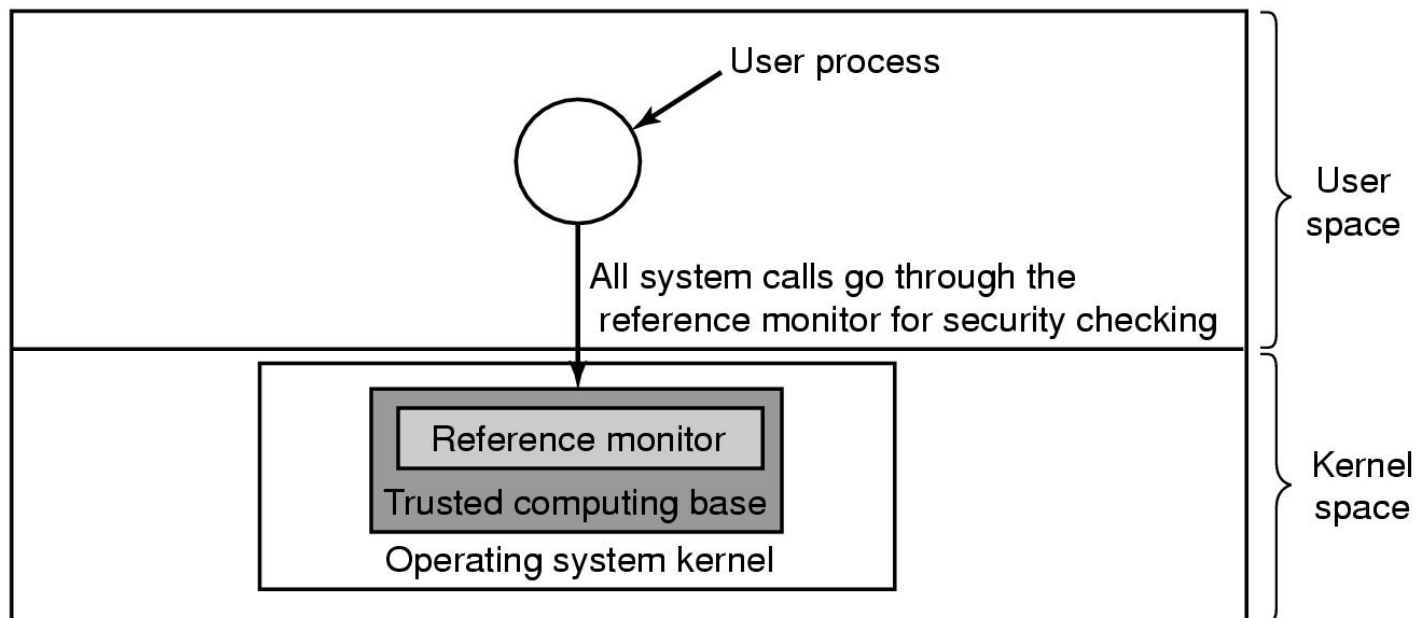 User process
User
space
All system calls go through the
reference monitor for security checking
Reference monitor
Trusted computing base
Operating system kernel
Kernel
space